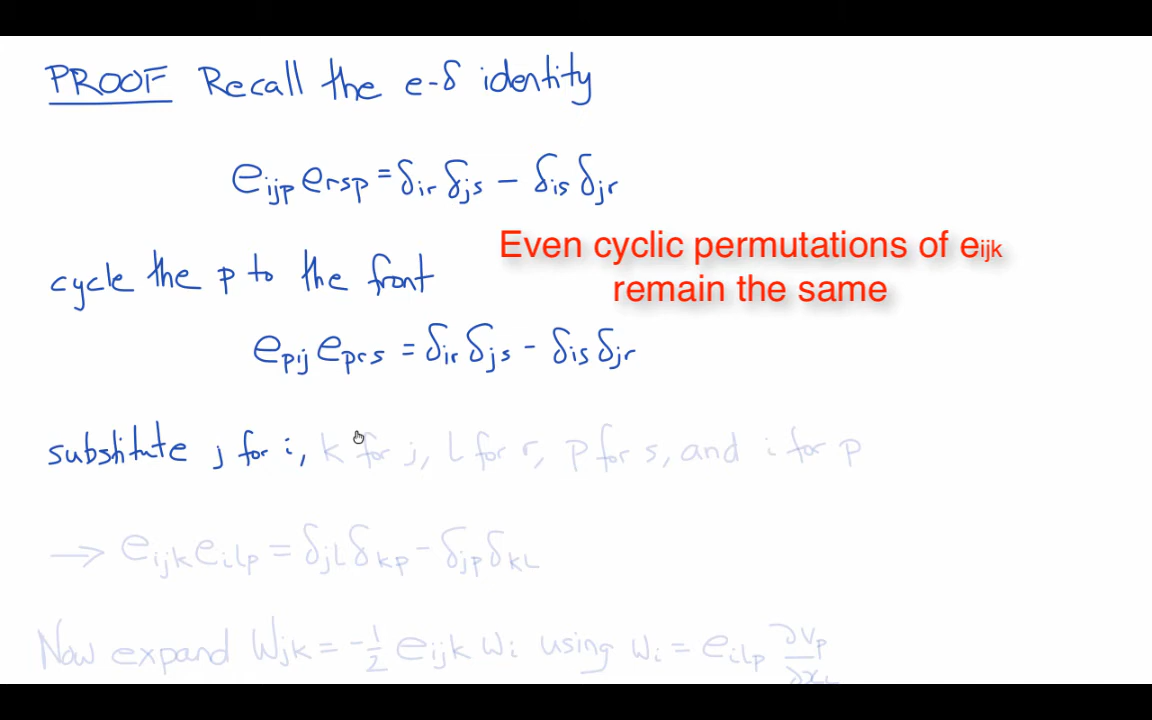 PROOF Recall the e-δ identity
e_ijp e_rsp = δ_ir δ_js - δ_is δ_jr
Even cyclic permutations of e_ijk
remain the same
cycle the p to the front
e_pij e_prs = δ_ir δ_js - δ_is δ_jr
substitute j for i, k for j, L for r, p for s, and i for p
→ e_ijk e_iLp = δ_jL δ_kp - δ_jp δ_kL
Now expand W_jk = -1/2 e_ijk w_i using w_i = e_iLp ∂v_p/∂x_L